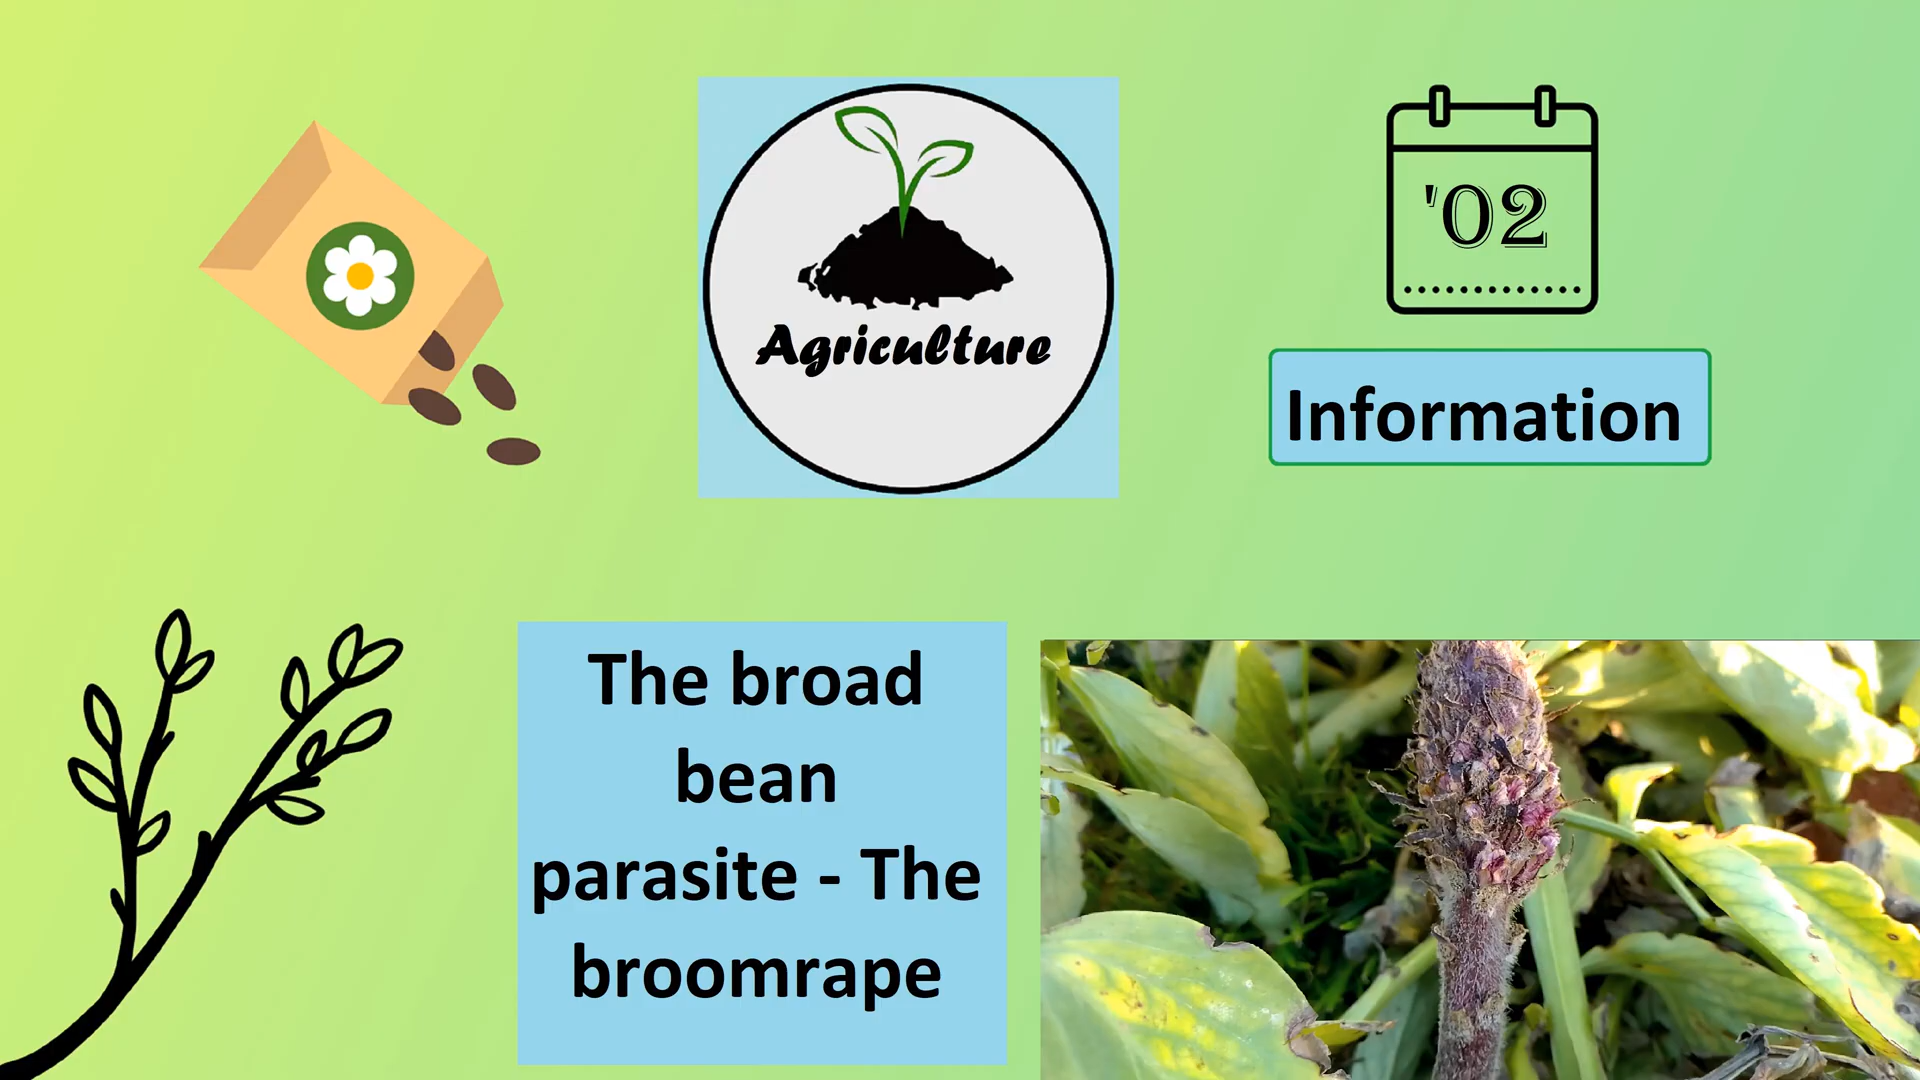 Agriculture
'02
Information
The broad
bean
parasite - The
broomrape